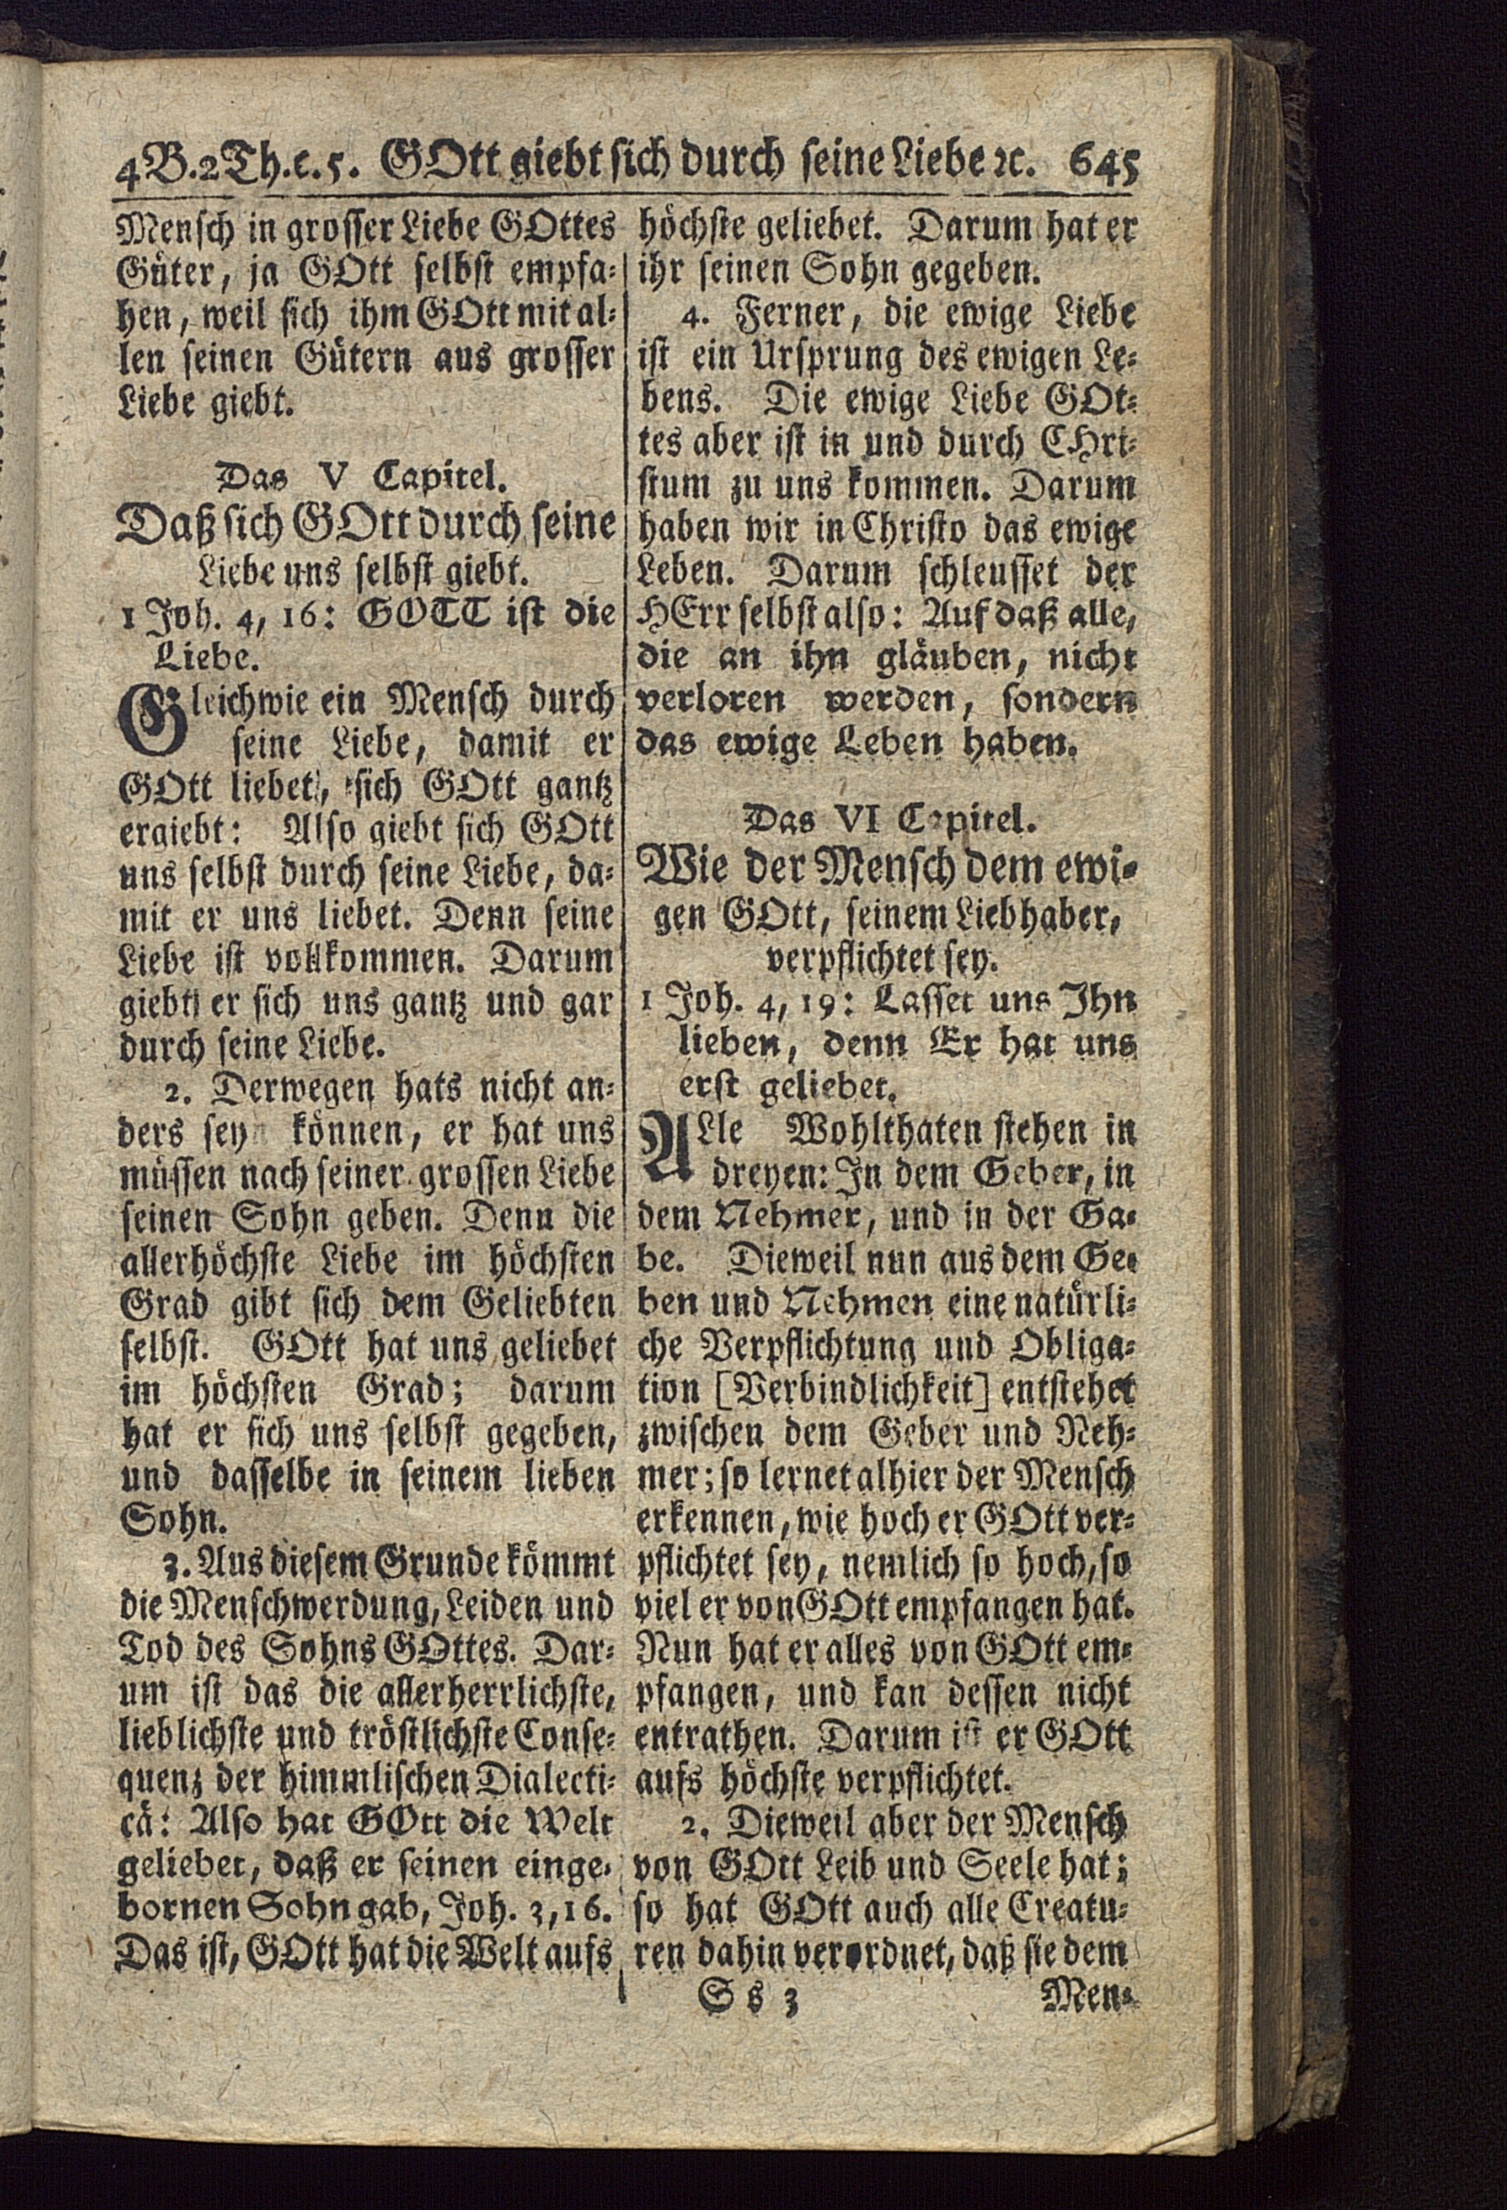 4B.2Th.c.5. GOtt giebt sich durch seine Liebe ꝛc. 645
Mensch in grosser Liebe GOttes
Güter, ja GOtt selbst empfa-
hen, weil sich ihm GOtt mit al-
len seinen Gütern aus grosser
Liebe giebt.
Das V Capitel.
Daß sich GOtt durch seine
Liebe uns selbst giebt.
1 Joh. 4, 16: GOTT ist die
Liebe.
Gleichwie ein Mensch durch
seine Liebe, damit er
GOtt liebet, sich GOtt gantz
ergiebt: Also giebt sich GOtt
uns selbst durch seine Liebe, da-
mit er uns liebet. Denn seine
Liebe ist vollkommen. Darum
giebt er sich uns gantz und gar
durch seine Liebe.
2. Derwegen hats nicht an-
ders seyn können, er hat uns
müssen nach seiner grossen Liebe
seinen Sohn geben. Denn die
allerhöchste Liebe im höchsten
Grad gibt sich dem Geliebten
selbst. GOtt hat uns geliebet
im höchsten Grad; darum
hat er sich uns selbst gegeben,
und dasselbe in seinem lieben
Sohn.
3. Aus diesem Grunde kömmt
die Menschwerdung, Leiden und
Tod des Sohns GOttes. Dar-
um ist das die allerherrlichste,
lieblichste und tröstlichste Conse-
quenz der himmlischen Dialecti-
cä: Also hat GOtt die Welt
geliebet, daß er seinen einge-
bornen Sohn gab, Joh. 3, 16.
Das ist, GOtt hat die Welt aufs
höchste geliebet. Darum hat er
ihr seinen Sohn gegeben.
4. Ferner, die ewige Liebe
ist ein Ursprung des ewigen Le-
bens. Die ewige Liebe GOt-
tes aber ist in und durch CHri-
stum zu uns kommen. Darum
haben wir in Christo das ewige
Leben. Darum schleusset der
HErr selbst also: Auf daß alle,
die an ihn gläuben, nicht
verloren werden, sondern
das ewige Leben haben.
Das VI Capitel.
Wie der Mensch dem ewi-
gen GOtt, seinem Liebhaber,
verpflichtet sey.
1 Joh. 4, 19: Lasset uns Ihn
lieben, denn Er hat uns
erst geliebet.
ALle Wohlthaten stehen in
dreyen: In dem Geber, in
dem Nehmer, und in der Ga-
be. Dieweil nun aus dem Ge-
ben und Nehmen eine natürli-
che Verpflichtung und Obliga-
tion [Verbindlichkeit] entstehet
zwischen dem Geber und Neh-
mer; so lernet alhier der Mensch
erkennen, wie hoch er GOtt ver-
pflichtet sey, nemlich so hoch, so
viel er von GOtt empfangen hat.
Nun hat er alles von GOtt em-
pfangen, und kan dessen nicht
entrathen. Darum ist er GOtt
aufs höchste verpflichtet.
2. Dieweil aber der Mensch
von GOtt Leib und Seele hat;
so hat GOtt auch alle Creatu-
ren dahin verordnet, daß sie dem
S s 3 Men-